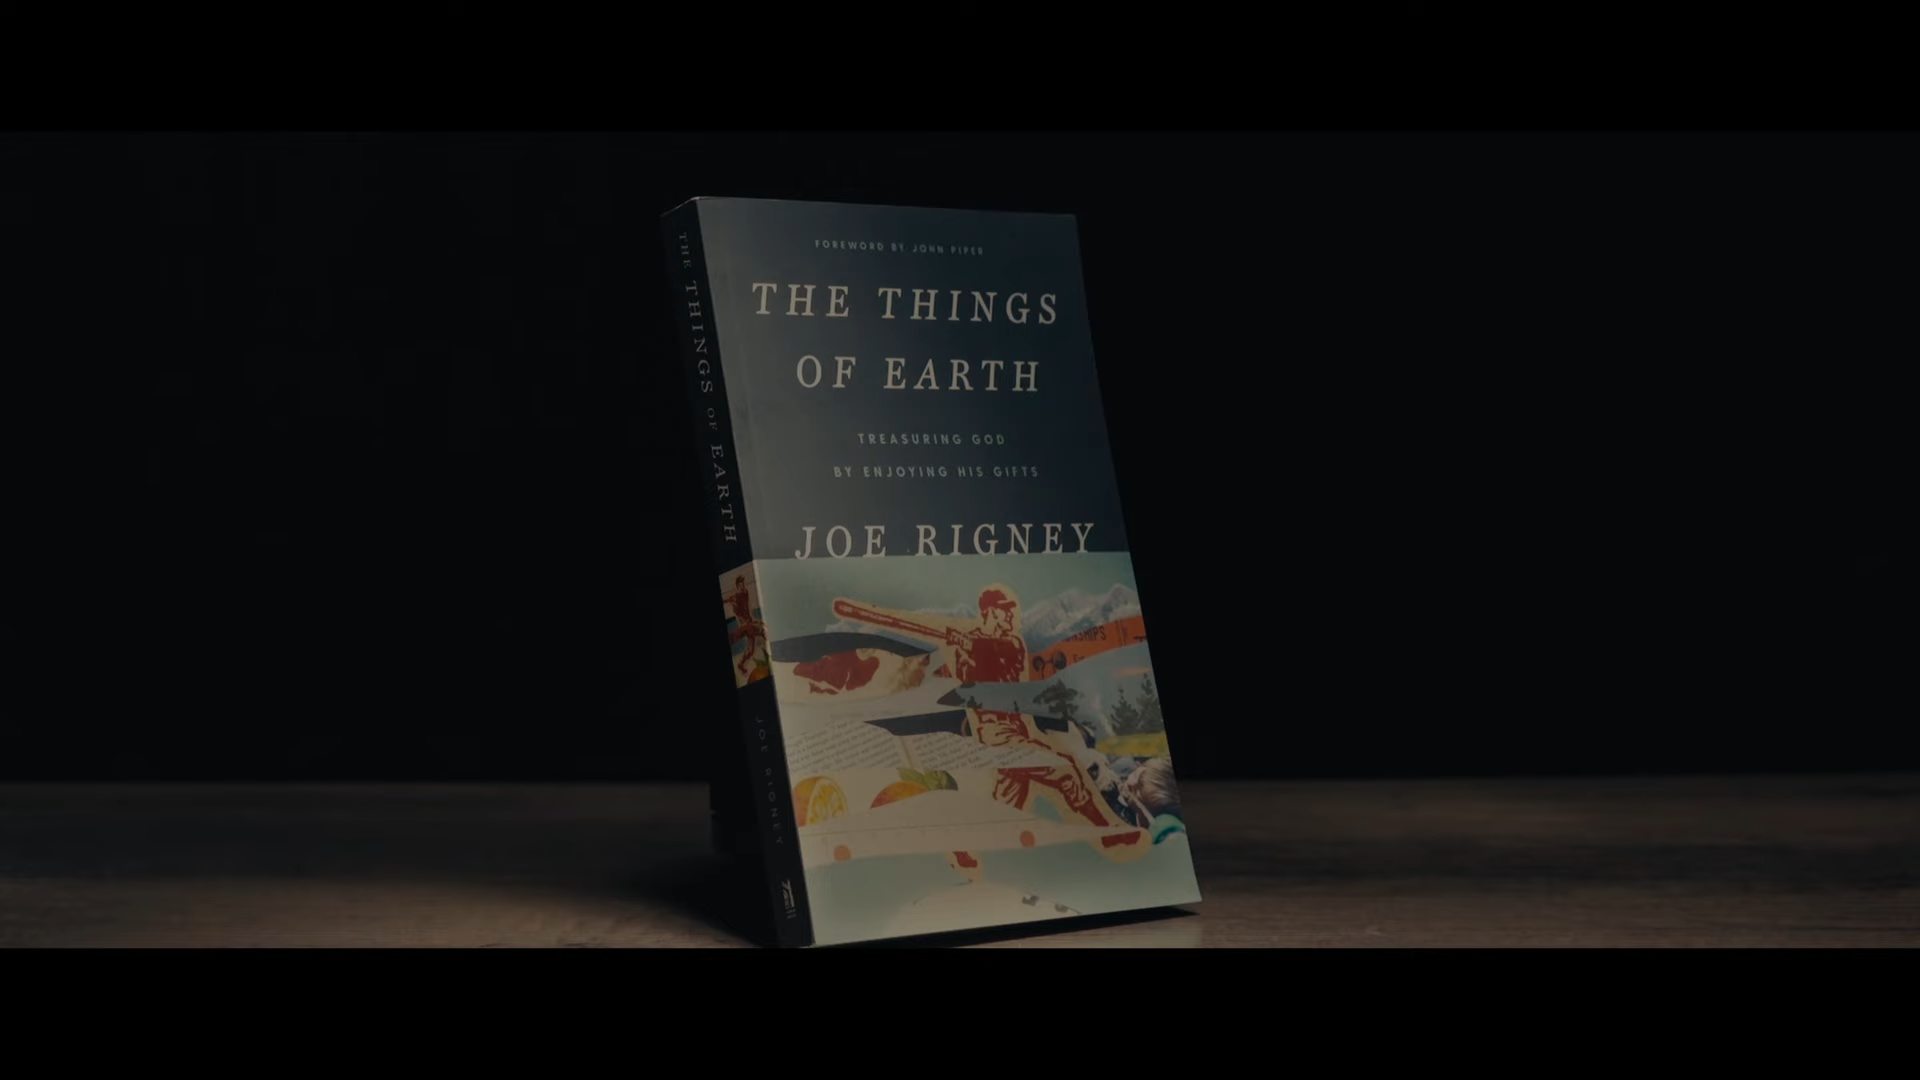 FOREWORD BY JOHN PIPER
THE THINGS
OF EARTH
TREASURING GOD
BY ENJOYING HIS GIFTS
JOE RIGNEY
THE THINGS OF EARTH
JOE RIGNEY